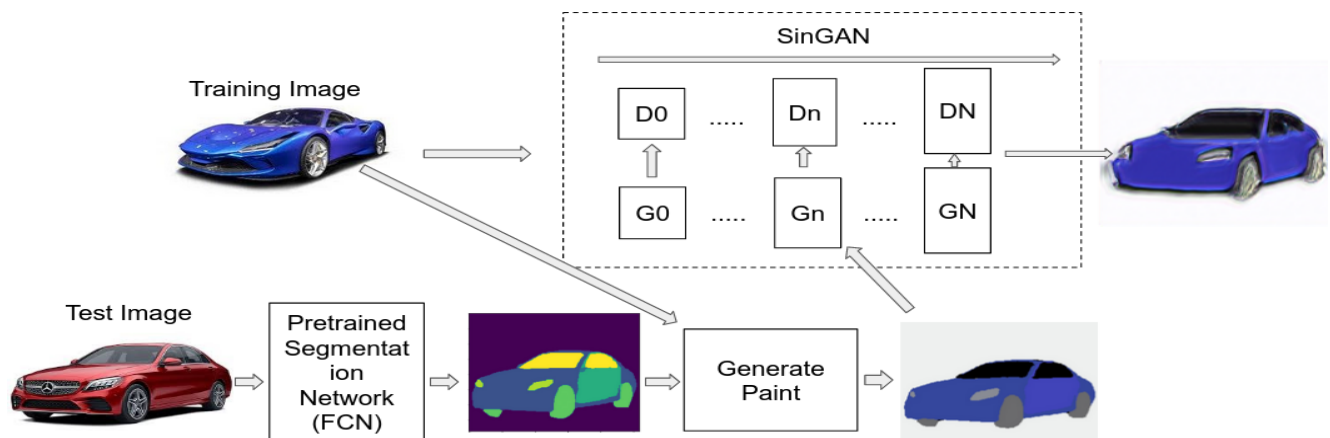 SinGAN
Training Image
D0 ..... Dn ..... DN
G0 ..... Gn ..... GN
Test Image
Pretrained
Segmentat
ion
Network
(FCN)
Generate
Paint